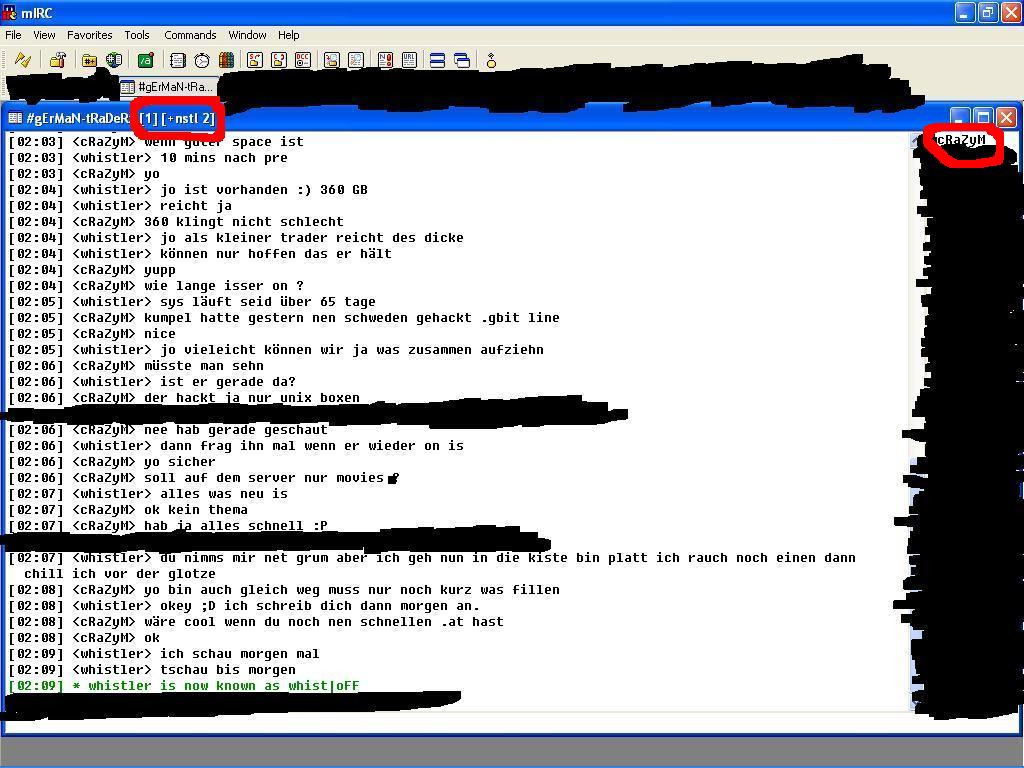 mIRC
File View Favorites Tools Commands Window Help
#gErMaN-tRa...
#gErMaN-tRaDeR [1] [+nstl 2]
[02:03] <cRaZyM> wenn guter space ist
[02:03] <whistler> 10 mins nach pre
[02:03] <cRaZyM> yo
[02:04] <whistler> jo ist vorhanden :) 360 GB
[02:04] <whistler> reicht ja
[02:04] <cRaZyM> 360 klingt nicht schlecht
[02:04] <whistler> jo als kleiner trader reicht des dicke
[02:04] <whistler> können nur hoffen das er hält
[02:04] <cRaZyM> yupp
[02:04] <cRaZyM> wie lange isser on ?
[02:05] <whistler> sys läuft seid über 65 tage
[02:05] <cRaZyM> kumpel hatte gestern nen schweden gehackt .gbit line
[02:05] <cRaZyM> nice
[02:05] <whistler> jo vieleicht können wir ja was zusammen aufziehn
[02:06] <cRaZyM> müsste man sehn
[02:06] <whistler> ist er gerade da?
[02:06] <cRaZyM> der hackt ja nur unix boxen
[02:06] <cRaZyM> nee hab gerade geschaut
[02:06] <whistler> dann frag ihn mal wenn er wieder on is
[02:06] <cRaZyM> yo sicher
[02:06] <cRaZyM> soll auf dem server nur movies ?
[02:07] <whistler> alles was neu is
[02:07] <cRaZyM> ok kein thema
[02:07] <cRaZyM> hab ja alles schnell :P
[02:07] <whistler> du nimms mir net grum aber ich geh nun in die kiste bin platt ich rauch noch einen dann
chill ich vor der glotze
[02:08] <cRaZyM> yo bin auch gleich weg muss nur noch kurz was fillen
[02:08] <whistler> okey ;D ich schreib dich dann morgen an.
[02:08] <cRaZyM> wäre cool wenn du noch nen schnellen .at hast
[02:08] <cRaZyM> ok
[02:09] <whistler> ich schau morgen mal
[02:09] <whistler> tschau bis morgen
[02:09] * whistler is now known as whist|oFF
cRaZyM